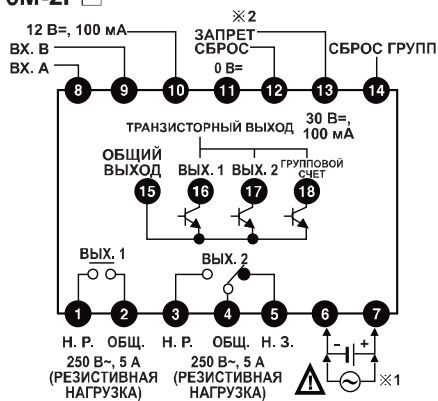 12 В=, 100 мА
※2
ЗАПРЕТ
СБРОС
СБРОС ГРУПП
ВХ. В
ВХ. А
0 В=
8 9 10 11 12 13 14
30 В=,
100 мА
ТРАНЗИСТОРНЫЙ ВЫХОД
ОБЩИЙ
ВЫХОД
ВЫХ. 1 ВЫХ. 2
ГРУППОВОЙ
СЧЕТ
15 16 17 18
ВЫХ. 1
ВЫХ. 2
1 2 3 4 5 6 7
Н. Р. ОБЩ. Н. Р. ОБЩ. Н. З.
- +
250 В~, 5 А
(РЕЗИСТИВНАЯ
НАГРУЗКА)
250 В~, 5 А
(РЕЗИСТИВНАЯ
НАГРУЗКА)
※1